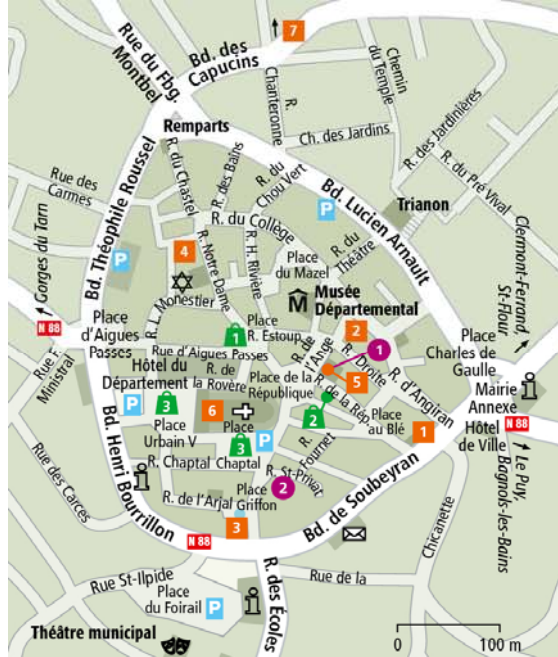 7
Rue du Fbg.
Montbel
Bd. des
Capucins
R.
Chanteronne
Chemin
du Temple
Remparts
Ch. des Jardins
R. des Jardinières
R. du Pré Vival
Rue des
Carmes
Bd. Théophile Roussel
R. du Chastel
R. des Bains
R. du
Chou Vert
P
Bd. Lucien Arnault
Trianon
Clermont-Ferrand,
St-Flour
Gorges du Tarn
P
4
R. du Collège
R. Notre Dame
R. H. Rivière
R. du
Théâtre
Place
du Mazel
M
Musée
Départemental
R. L. Monestier
N 88
Place
d'Aigues
Passes
1
Place
R. Estoup
2
1
Rue d'Aigues Passes
R. de
l'Ange
R. Droite
R. d'Angiran
Place
Charles de
Gaulle
Rue F.
Ministral
Hôtel du
Département
R. de
la Rovère
Place de la
République
5
R. de la Rép.
Mairie
Annexe
P
3
6
2
Place
au Blé
1
Hôtel
de Ville
N 88
Place
Urbain V
Place
Chaptal
3
P
R.
Fournet
Le Puy,
Bagnols-les-Bains
Bd. Henri Bourrillon
R. Chaptal
R. St-Privat
Rue des Carces
R. de l'Arjal
Place
Griffon
2
Bd. de Soubeyran
3
N 88
Chicanette
Rue de la
Rue St-Ilpide
Place
du Foirail
P
R. des Écoles
Théâtre municipal
0
100 m